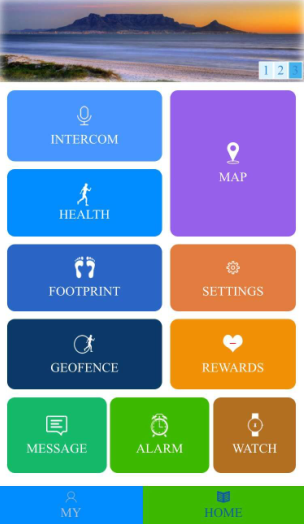 1 2 3
INTERCOM
MAP
HEALTH
FOOTPRINT
SETTINGS
GEOFENCE
REWARDS
MESSAGE
ALARM
WATCH
MY
HOME